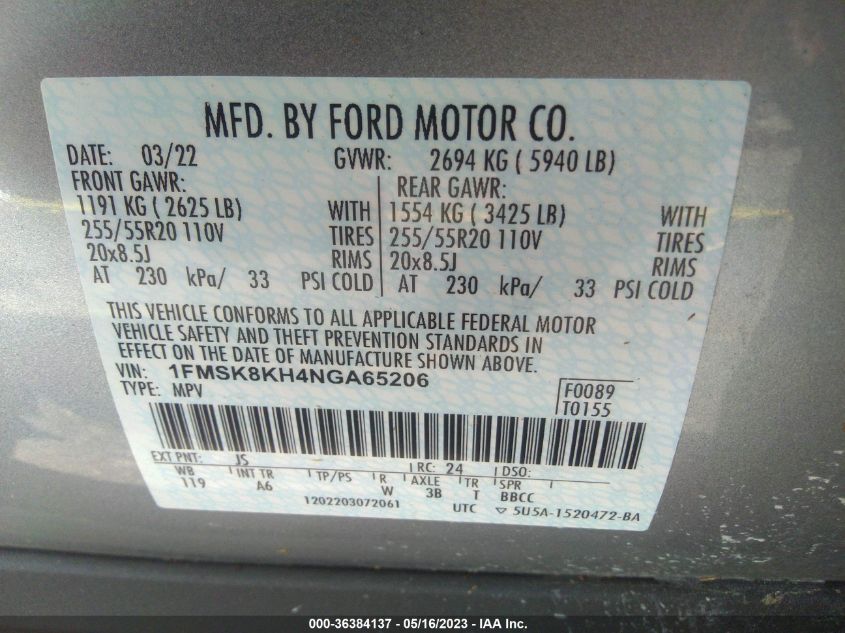 MFD. BY FORD MOTOR CO.
DATE: 03/22 GVWR: 2694 KG ( 5940 LB)
FRONT GAWR: REAR GAWR:
1191 KG ( 2625 LB) WITH 1554 KG ( 3425 LB) WITH
255/55R20 110V TIRES 255/55R20 110V TIRES
20x8.5J RIMS 20x8.5J RIMS
AT 230 kPa/ 33 PSI COLD AT 230 kPa/ 33 PSI COLD
THIS VEHICLE CONFORMS TO ALL APPLICABLE FEDERAL MOTOR
VEHICLE SAFETY AND THEFT PREVENTION STANDARDS IN
EFFECT ON THE DATE OF MANUFACTURE SHOWN ABOVE.
VIN: 1FMSK8KH4NGA65206
TYPE: MPV F0089
T0155
EXT PNT: JS RC: 24 DSO:
WB INT TR TP/PS R AXLE TR SPR
119 A6 W 3B T BBCC
1202203072061 UTC ▽ 5U5A-1520472-BA
000-36384137 - 05/16/2023 - IAA Inc.